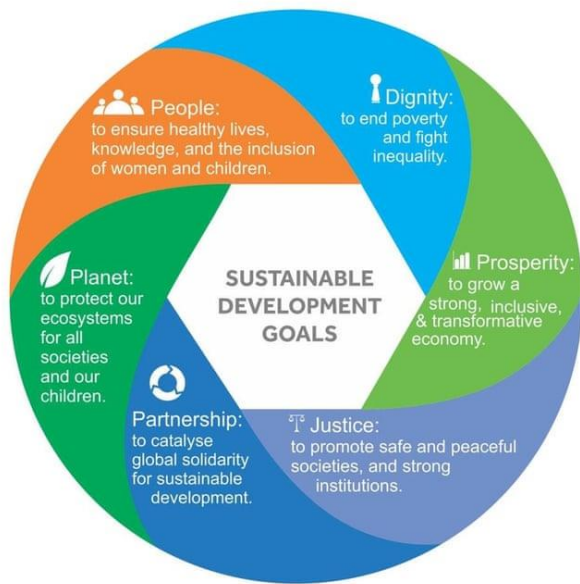 SUSTAINABLE
DEVELOPMENT
GOALS
Dignity:
to end poverty
and fight
inequality.
Prosperity:
to grow a
strong, inclusive,
& transformative
economy.
Justice:
to promote safe and peaceful
societies, and strong
institutions.
Partnership:
to catalyse
global solidarity
for sustainable
development.
Planet:
to protect our
ecosystems
for all
societies
and our
children.
People:
to ensure healthy lives,
knowledge, and the inclusion
of women and children.